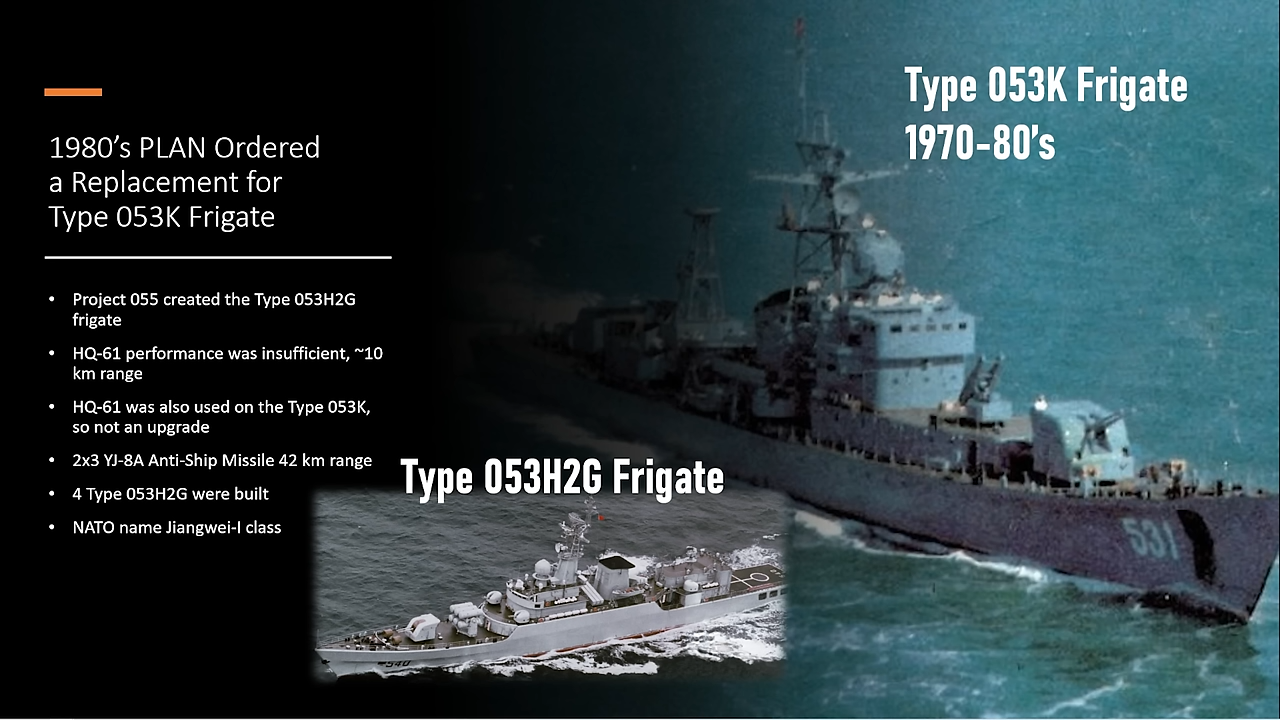 1980's PLAN Ordered
a Replacement for
Type 053K Frigate
• Project 055 created the Type 053H2G
frigate
• HQ-61 performance was insufficient, ~10
km range
• HQ-61 was also used on the Type 053K,
so not an upgrade
• 2x3 YJ-8A Anti-Ship Missile 42 km range
• 4 Type 053H2G were built
• NATO name Jiangwei-I class
Type 053K Frigate
1970-80's
531
Type 053H2G Frigate
540